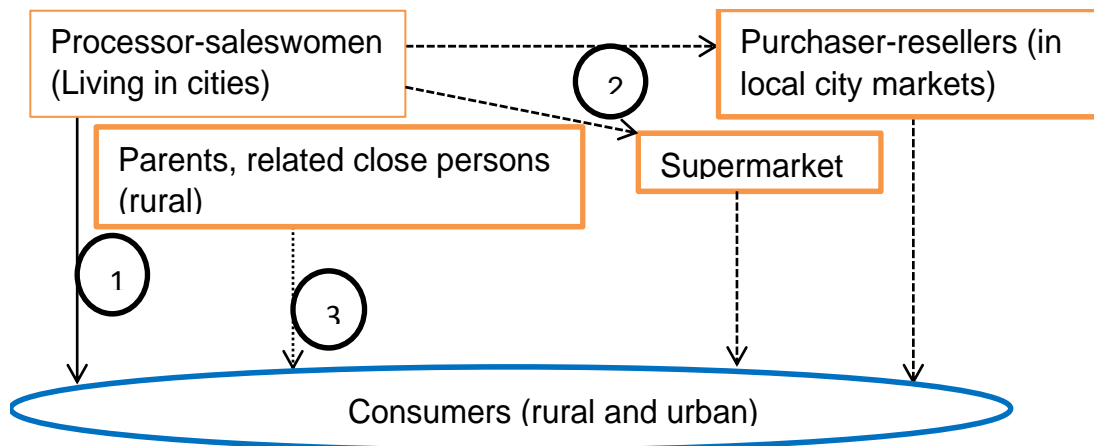 Processor-saleswomen
(Living in cities)
Purchaser-resellers (in
local city markets)
2
Parents, related close persons
(rural)
Supermarket
1
3
Consumers (rural and urban)